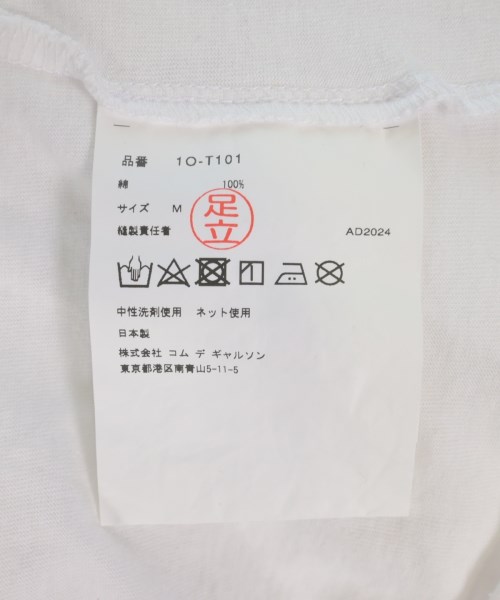 品番 1O-T101
綿 100%
サイズ M
足立
縫製責任者 AD2024
中性洗剤使用 ネット使用
日本製
株式会社 コム デ ギャルソン
東京都港区南青山5-11-5